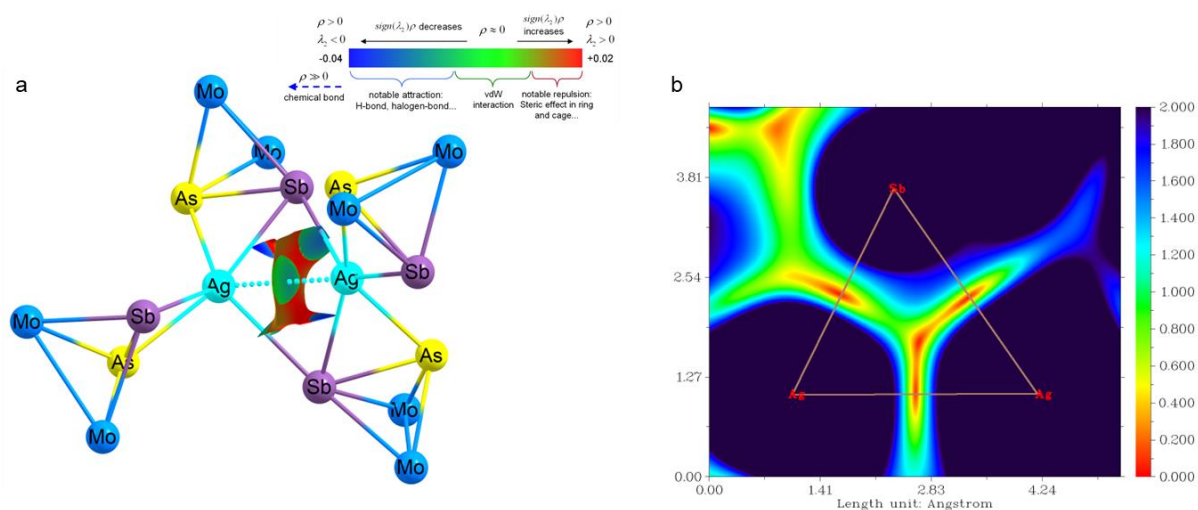 a
ρ > 0
λ₂ < 0
-0.04
sign(λ₂)ρ decreases
ρ ≈ 0
sign(λ₂)ρ
increases
ρ > 0
λ₂ > 0
+0.02
ρ ≫ 0
chemical bond
notable attraction:
H-bond, halogen-bond...
vdW
interaction
notable repulsion:
Steric effect in ring
and cage...
Mo
Mo
As
Sb
Mo
As
Mo
Ag
Ag
Sb
Mo
Sb
As
Mo
Sb
As
Mo
Mo
b
3.81
2.54
1.27
0.00
0.00
1.41
2.83
4.24
Length unit: Angstrom
Sb
Ag
Ag
2.000
1.800
1.600
1.400
1.200
1.000
0.800
0.600
0.400
0.200
0.000